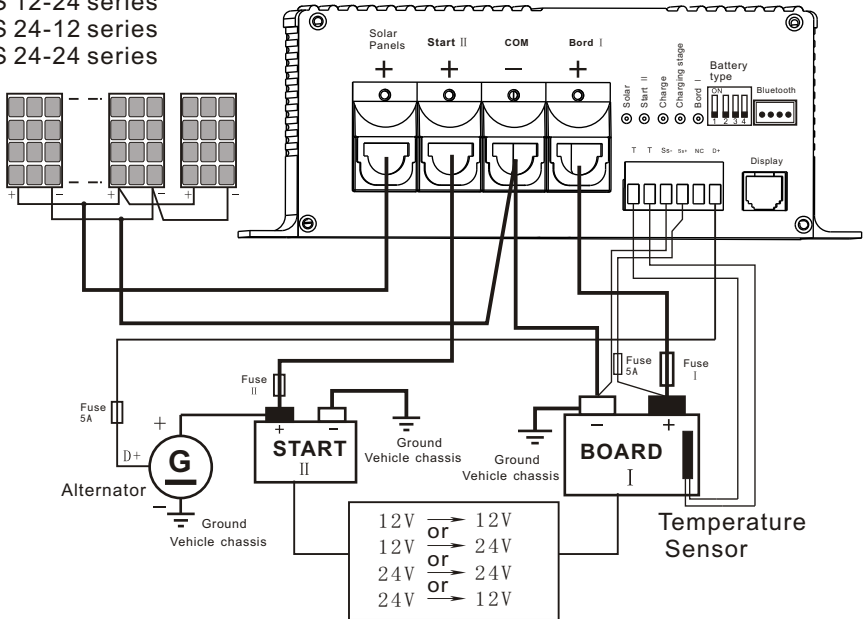 S 12-24 series
S 24-12 series
S 24-24 series
Solar
Panels
Start II
COM
Bord I
+
+
−
+
Solar
Start II
Charge
Charging stage
Bord I
Battery
type
ON
1 2 3 4
Bluetooth
T T Ss- Ss+ NC D+
Display
+ − + − + −
Fuse
5A
Fuse
II
Fuse
5A
Fuse
I
+
D+
G
−
Alternator
Ground
Vehicle chassis
+ −
START
II
Ground
Vehicle chassis
Ground
Vehicle chassis
− +
BOARD
I
Temperature
Sensor
12V → 12V
or
12V → 24V
or
24V → 24V
or
24V → 12V